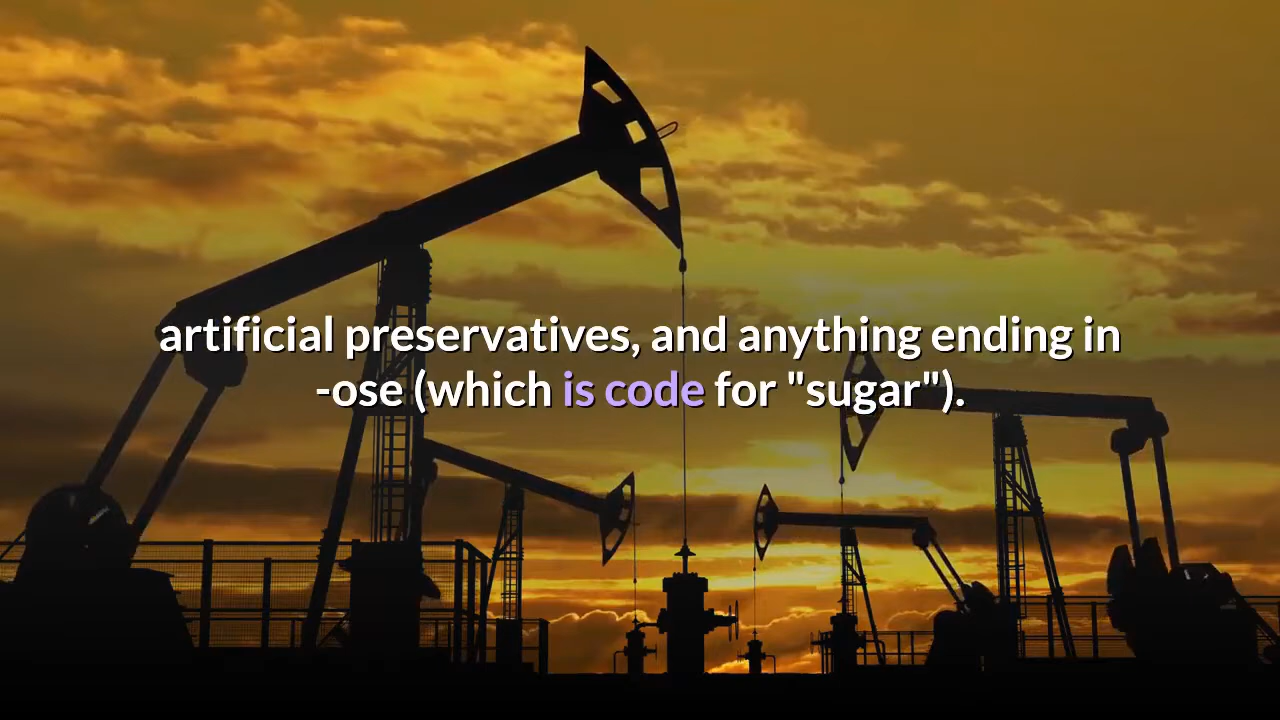 artificial preservatives, and anything ending in
-ose (which is code for "sugar").